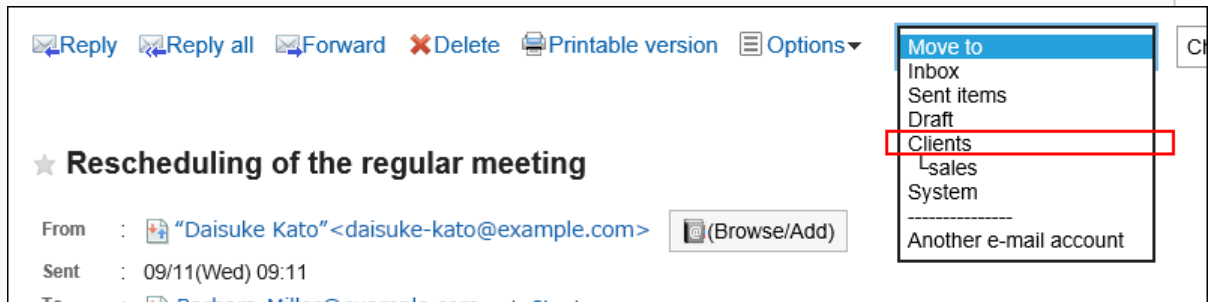 Reply Reply all Forward Delete Printable version Options
Move to
Ch
Inbox
Sent items
Draft
Clients
sales
System
---------------
Another e-mail account
Rescheduling of the regular meeting
From : “Daisuke Kato”<daisuke-kato@example.com> (Browse/Add)
Sent : 09/11(Wed) 09:11